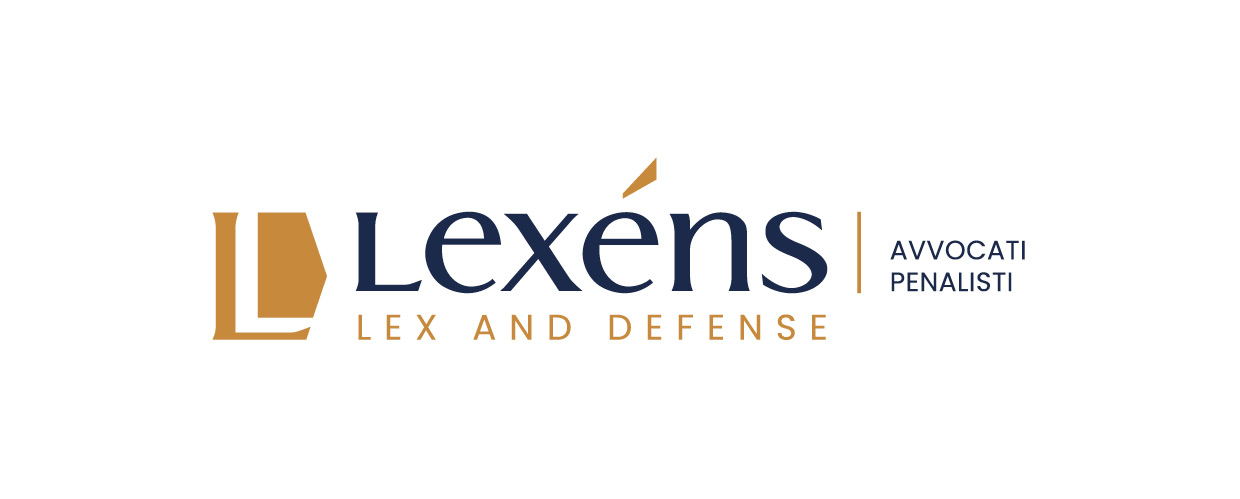 Lexéns
LEX AND DEFENSE
AVVOCATI
PENALISTI